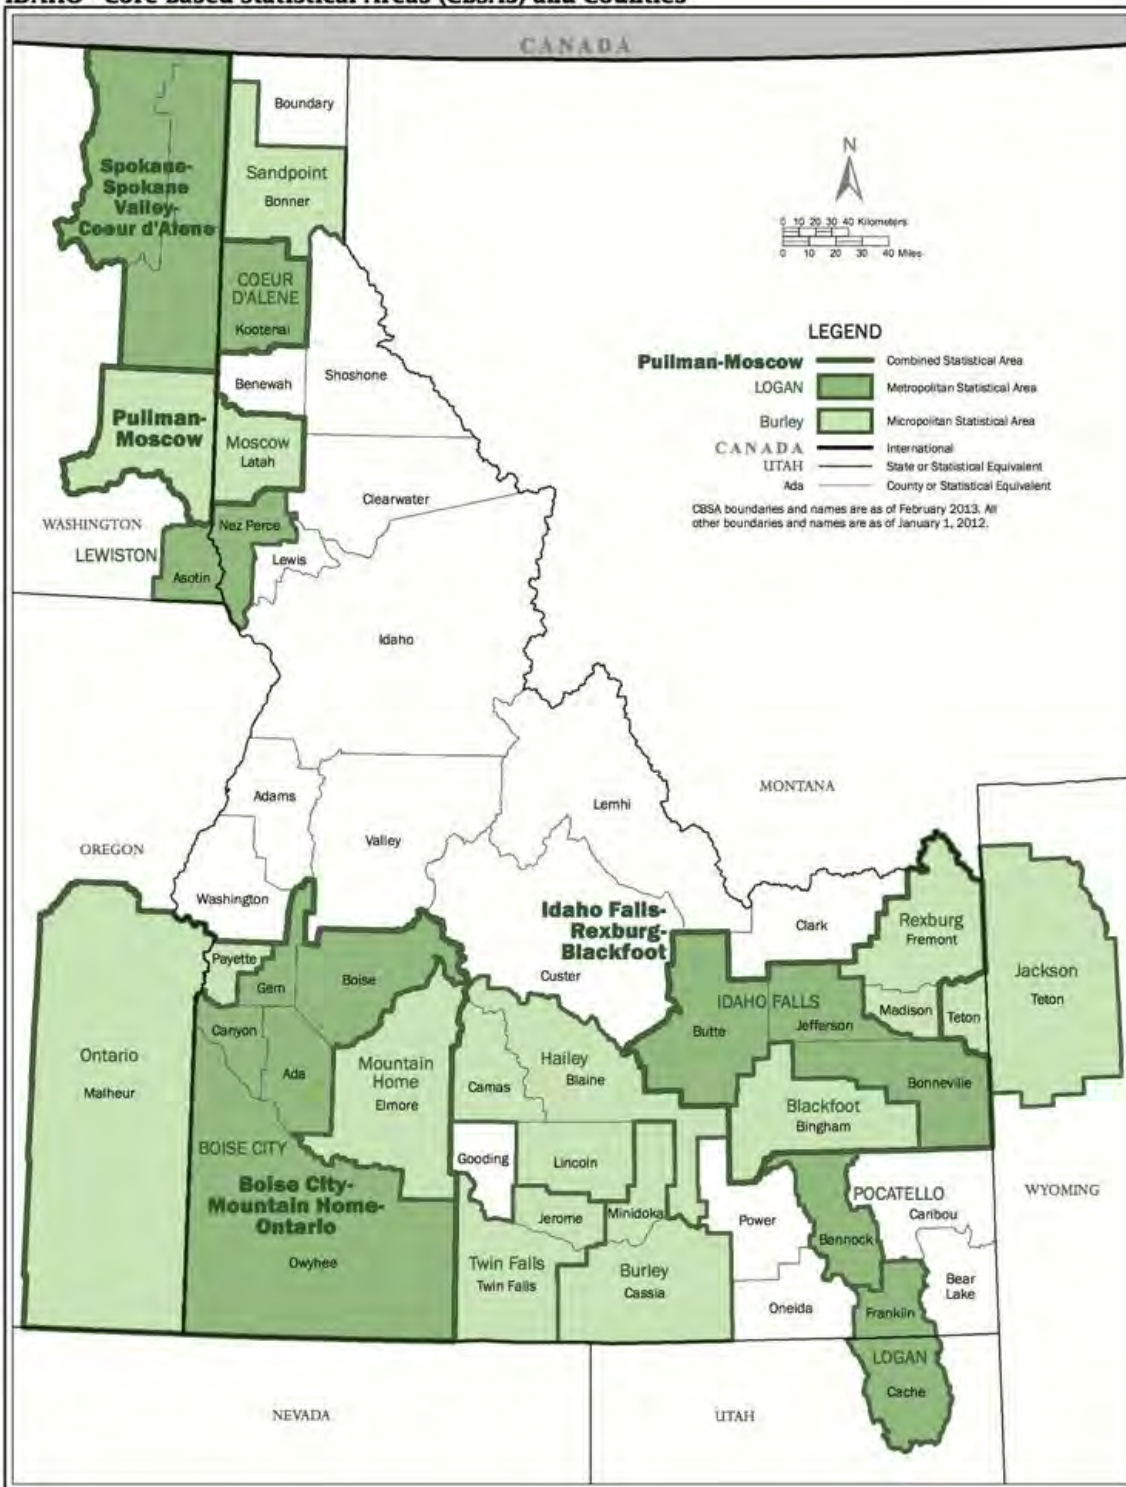 IDAHO - Core Based Statistical Areas (CBSAs) and Counties
CANADA
Boundary
Spokane-
Spokane
Valley-
Coeur d'Alene
Sandpoint
Bonner
N
0 10 20 30 40 Kilometers
0 10 20 30 40 Miles
COEUR
D'ALENE
Kootenai
LEGEND
Pullman-Moscow Combined Statistical Area
LOGAN Metropolitan Statistical Area
Burley Micropolitan Statistical Area
CANADA International
UTAH State or Statistical Equivalent
Ada County or Statistical Equivalent
CBSA boundaries and names are as of February 2013. All
other boundaries and names are as of January 1, 2012.
Benewah
Shoshone
Pullman-
Moscow
Moscow
Latah
Clearwater
WASHINGTON
Nez Perce
LEWISTON
Lewis
Asotin
Idaho
MONTANA
Adams
Lemhi
Valley
OREGON
Washington
Idaho Falls-
Rexburg-
Blackfoot
Clark
Rexburg
Fremont
Payette
Custer
Boise
Gem
Jackson
Teton
IDAHO FALLS
Madison
Teton
Canyon
Butte
Jefferson
Ontario
Malheur
Mountain
Home
Elmore
Hailey
Blaine
Camas
Ada
Bonneville
Blackfoot
Bingham
BOISE CITY
Gooding
Lincoln
Boise City-
Mountain Home-
Ontario
POCATELLO
Caribou
WYOMING
Jerome
Minidoka
Power
Bannock
Owyhee
Twin Falls
Twin Falls
Burley
Cassia
Bear
Lake
Oneida
Franklin
LOGAN
Cache
NEVADA
UTAH